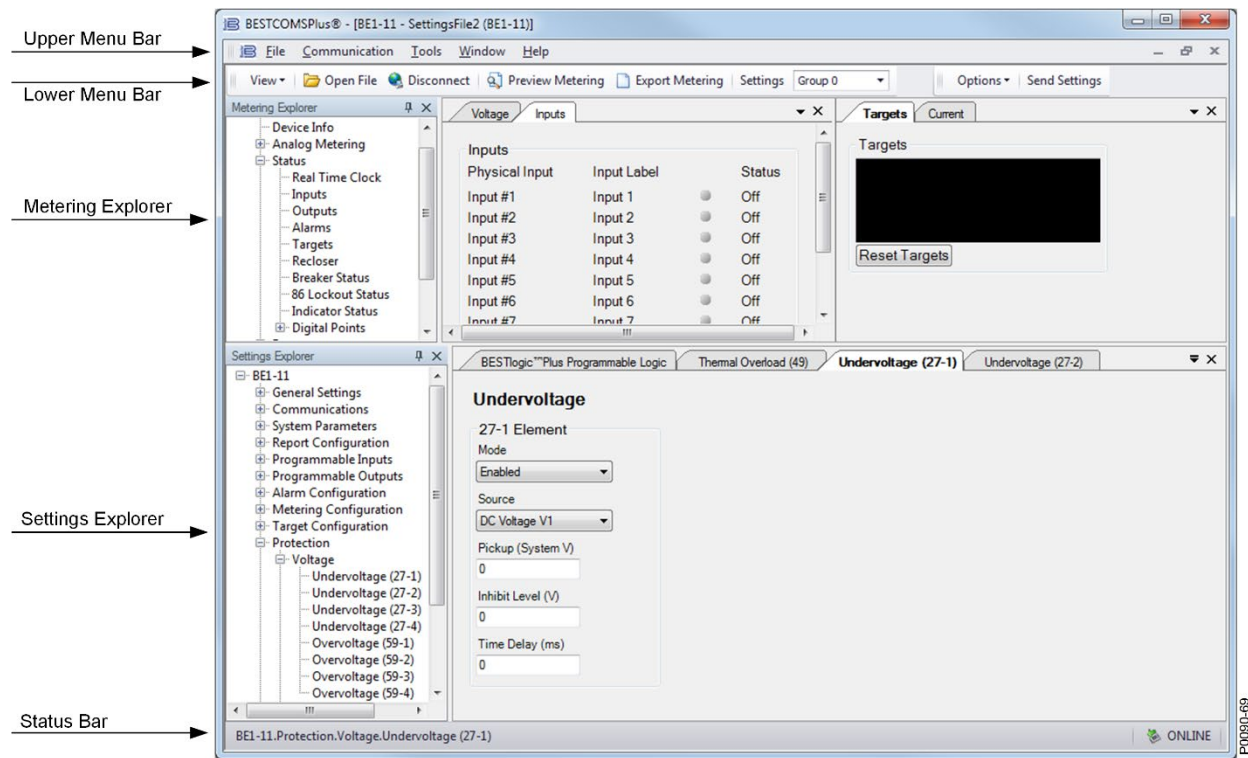 BESTCOMSPlus® - [BE1-11 - SettingsFile2 (BE1-11)]
Upper Menu Bar
File Communication Tools Window Help
Lower Menu Bar
View Open File Disconnect Preview Metering Export Metering Settings Group 0 Options Send Settings
Metering Explorer
Metering Explorer
Device Info
Analog Metering
Status
Real Time Clock
Inputs
Outputs
Alarms
Targets
Recloser
Breaker Status
86 Lockout Status
Indicator Status
Digital Points
Voltage Inputs
Inputs
Physical Input Input Label Status
Input #1 Input 1 Off
Input #2 Input 2 Off
Input #3 Input 3 Off
Input #4 Input 4 Off
Input #5 Input 5 Off
Input #6 Input 6 Off
Input #7 Input 7 Off
Targets Current
Targets
Reset Targets
Settings Explorer
Settings Explorer
BE1-11
General Settings
Communications
System Parameters
Report Configuration
Programmable Inputs
Programmable Outputs
Alarm Configuration
Metering Configuration
Target Configuration
Protection
Voltage
Undervoltage (27-1)
Undervoltage (27-2)
Undervoltage (27-3)
Undervoltage (27-4)
Overvoltage (59-1)
Overvoltage (59-2)
Overvoltage (59-3)
Overvoltage (59-4)
BESTlogic™Plus Programmable Logic Thermal Overload (49) Undervoltage (27-1) Undervoltage (27-2)
Undervoltage
27-1 Element
Mode
Enabled
Source
DC Voltage V1
Pickup (System V)
0
Inhibit Level (V)
0
Time Delay (ms)
0
Status Bar
BE1-11.Protection.Voltage.Undervoltage (27-1) ONLINE
P0090-69